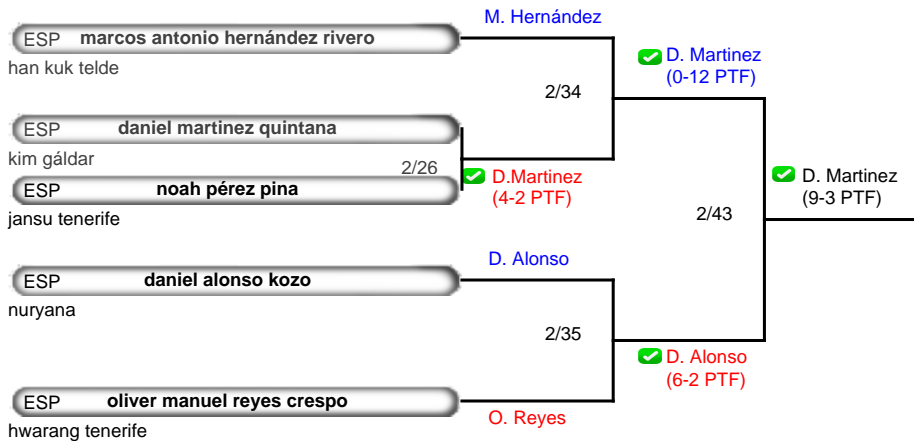 M. Hernández
ESP marcos antonio hernández rivero
han kuk telde
D. Martinez
(0-12 PTF)
2/34
ESP daniel martinez quintana
kim gáldar
2/26
D.Martinez
(4-2 PTF)
ESP noah pérez pina
jansu tenerife
D. Martinez
(9-3 PTF)
2/43
D. Alonso
ESP daniel alonso kozo
nuryana
2/35
D. Alonso
(6-2 PTF)
ESP oliver manuel reyes crespo
hwarang tenerife
O. Reyes